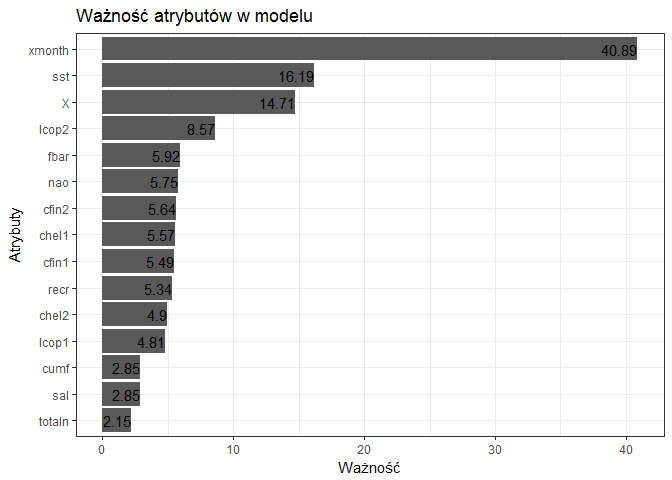 Ważność atrybutów w modelu
xmonth 40.89
sst 16.19
X 14.71
lcop2 8.57
fbar 5.92
nao 5.75
cfin2 5.64
chel1 5.57
cfin1 5.49
recr 5.34
chel2 4.9
lcop1 4.81
cumf 2.85
sal 2.85
totaln 2.15
Atrybuty
0 10 20 30 40
Ważność